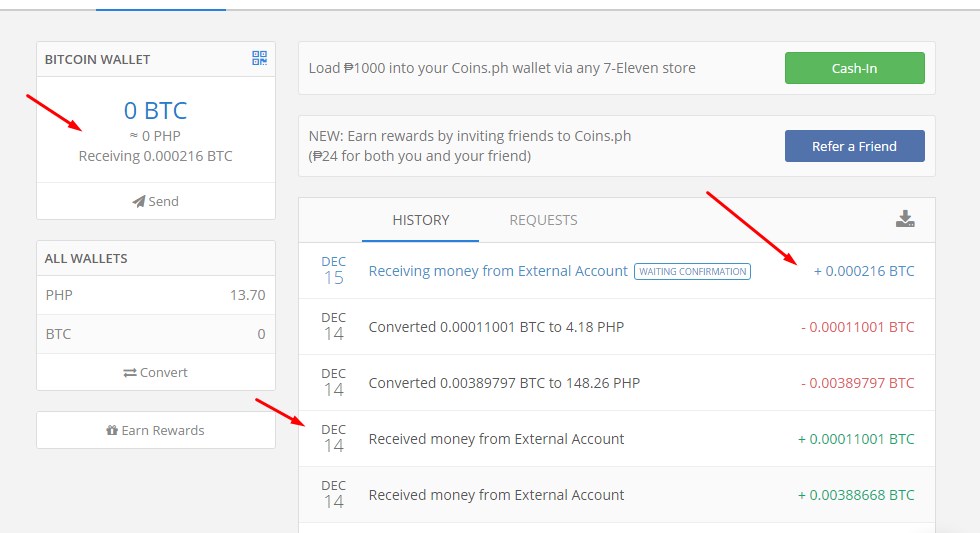 BITCOIN WALLET
0 BTC
≈ 0 PHP
Receiving 0.000216 BTC
Send
ALL WALLETS
PHP 13.70
BTC 0
Convert
Earn Rewards
Load ₱1000 into your Coins.ph wallet via any 7-Eleven store
Cash-In
NEW: Earn rewards by inviting friends to Coins.ph
(₱24 for both you and your friend)
Refer a Friend
HISTORY REQUESTS
DEC
15
Receiving money from External Account WAITING CONFIRMATION + 0.000216 BTC
DEC
14
Converted 0.00011001 BTC to 4.18 PHP - 0.00011001 BTC
DEC
14
Converted 0.00389797 BTC to 148.26 PHP - 0.00389797 BTC
DEC
14
Received money from External Account + 0.00011001 BTC
DEC
14
Received money from External Account + 0.00388668 BTC